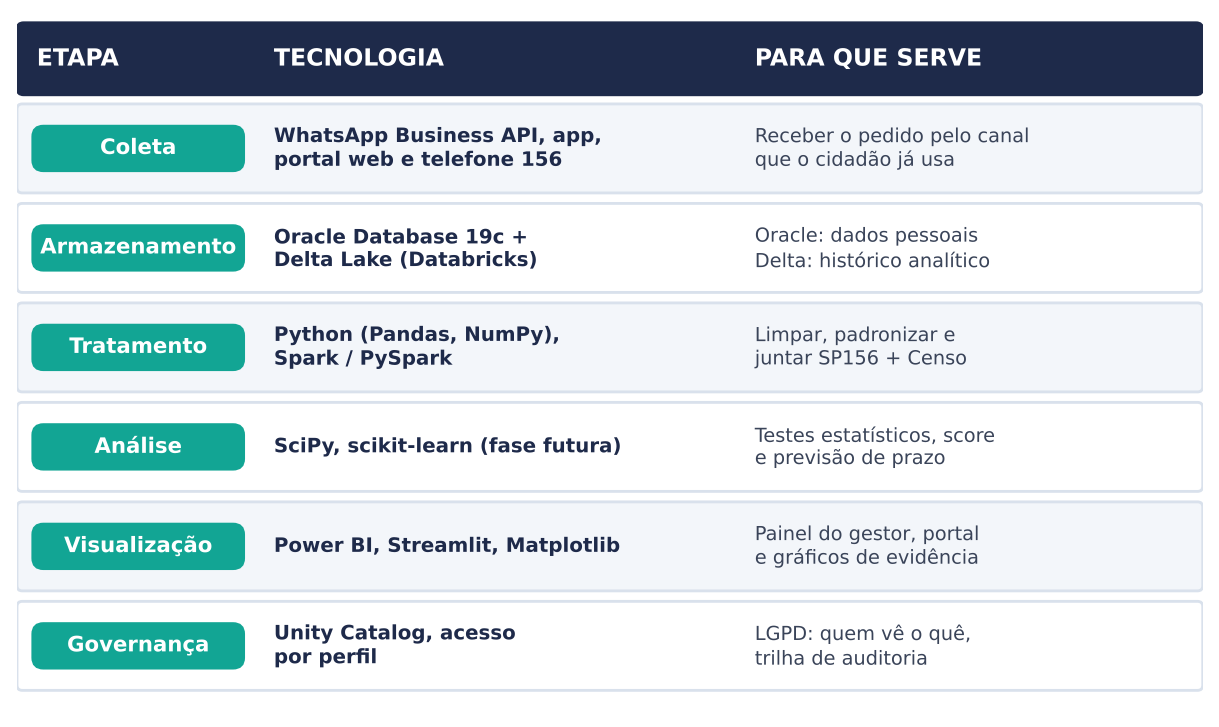 ETAPA TECNOLOGIA PARA QUE SERVE
Coleta
WhatsApp Business API, app,
portal web e telefone 156
Receber o pedido pelo canal
que o cidadão já usa
Armazenamento
Oracle Database 19c +
Delta Lake (Databricks)
Oracle: dados pessoais
Delta: histórico analítico
Tratamento
Python (Pandas, NumPy),
Spark / PySpark
Limpar, padronizar e
juntar SP156 + Censo
Análise
SciPy, scikit-learn (fase futura)
Testes estatísticos, score
e previsão de prazo
Visualização
Power BI, Streamlit, Matplotlib
Painel do gestor, portal
e gráficos de evidência
Governança
Unity Catalog, acesso
por perfil
LGPD: quem vê o quê,
trilha de auditoria